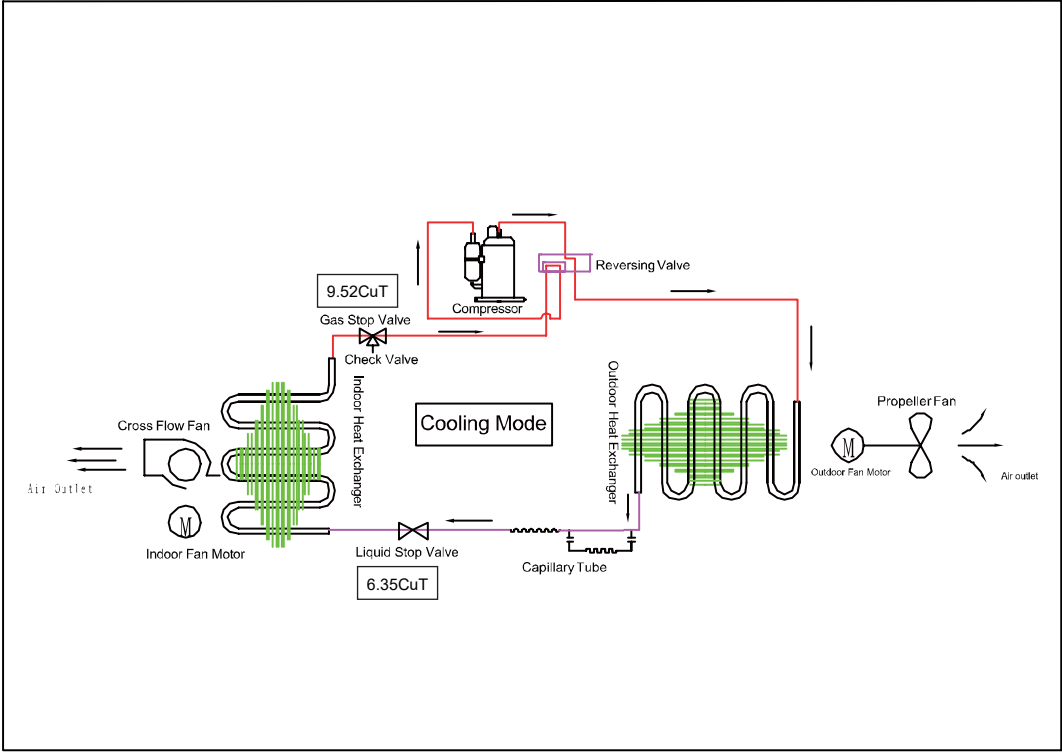 Reversing Valve
9.52CuT
Compressor
Gas Stop Valve
Check Valve
Indoor Heat Exchanger
Outdoor Heat Exchanger
Cooling Mode
Cross Flow Fan
Propeller Fan
M
Outdoor Fan Motor
Air outlet
Air Outlet
M
Indoor Fan Motor
Liquid Stop Valve
Capillary Tube
6.35CuT